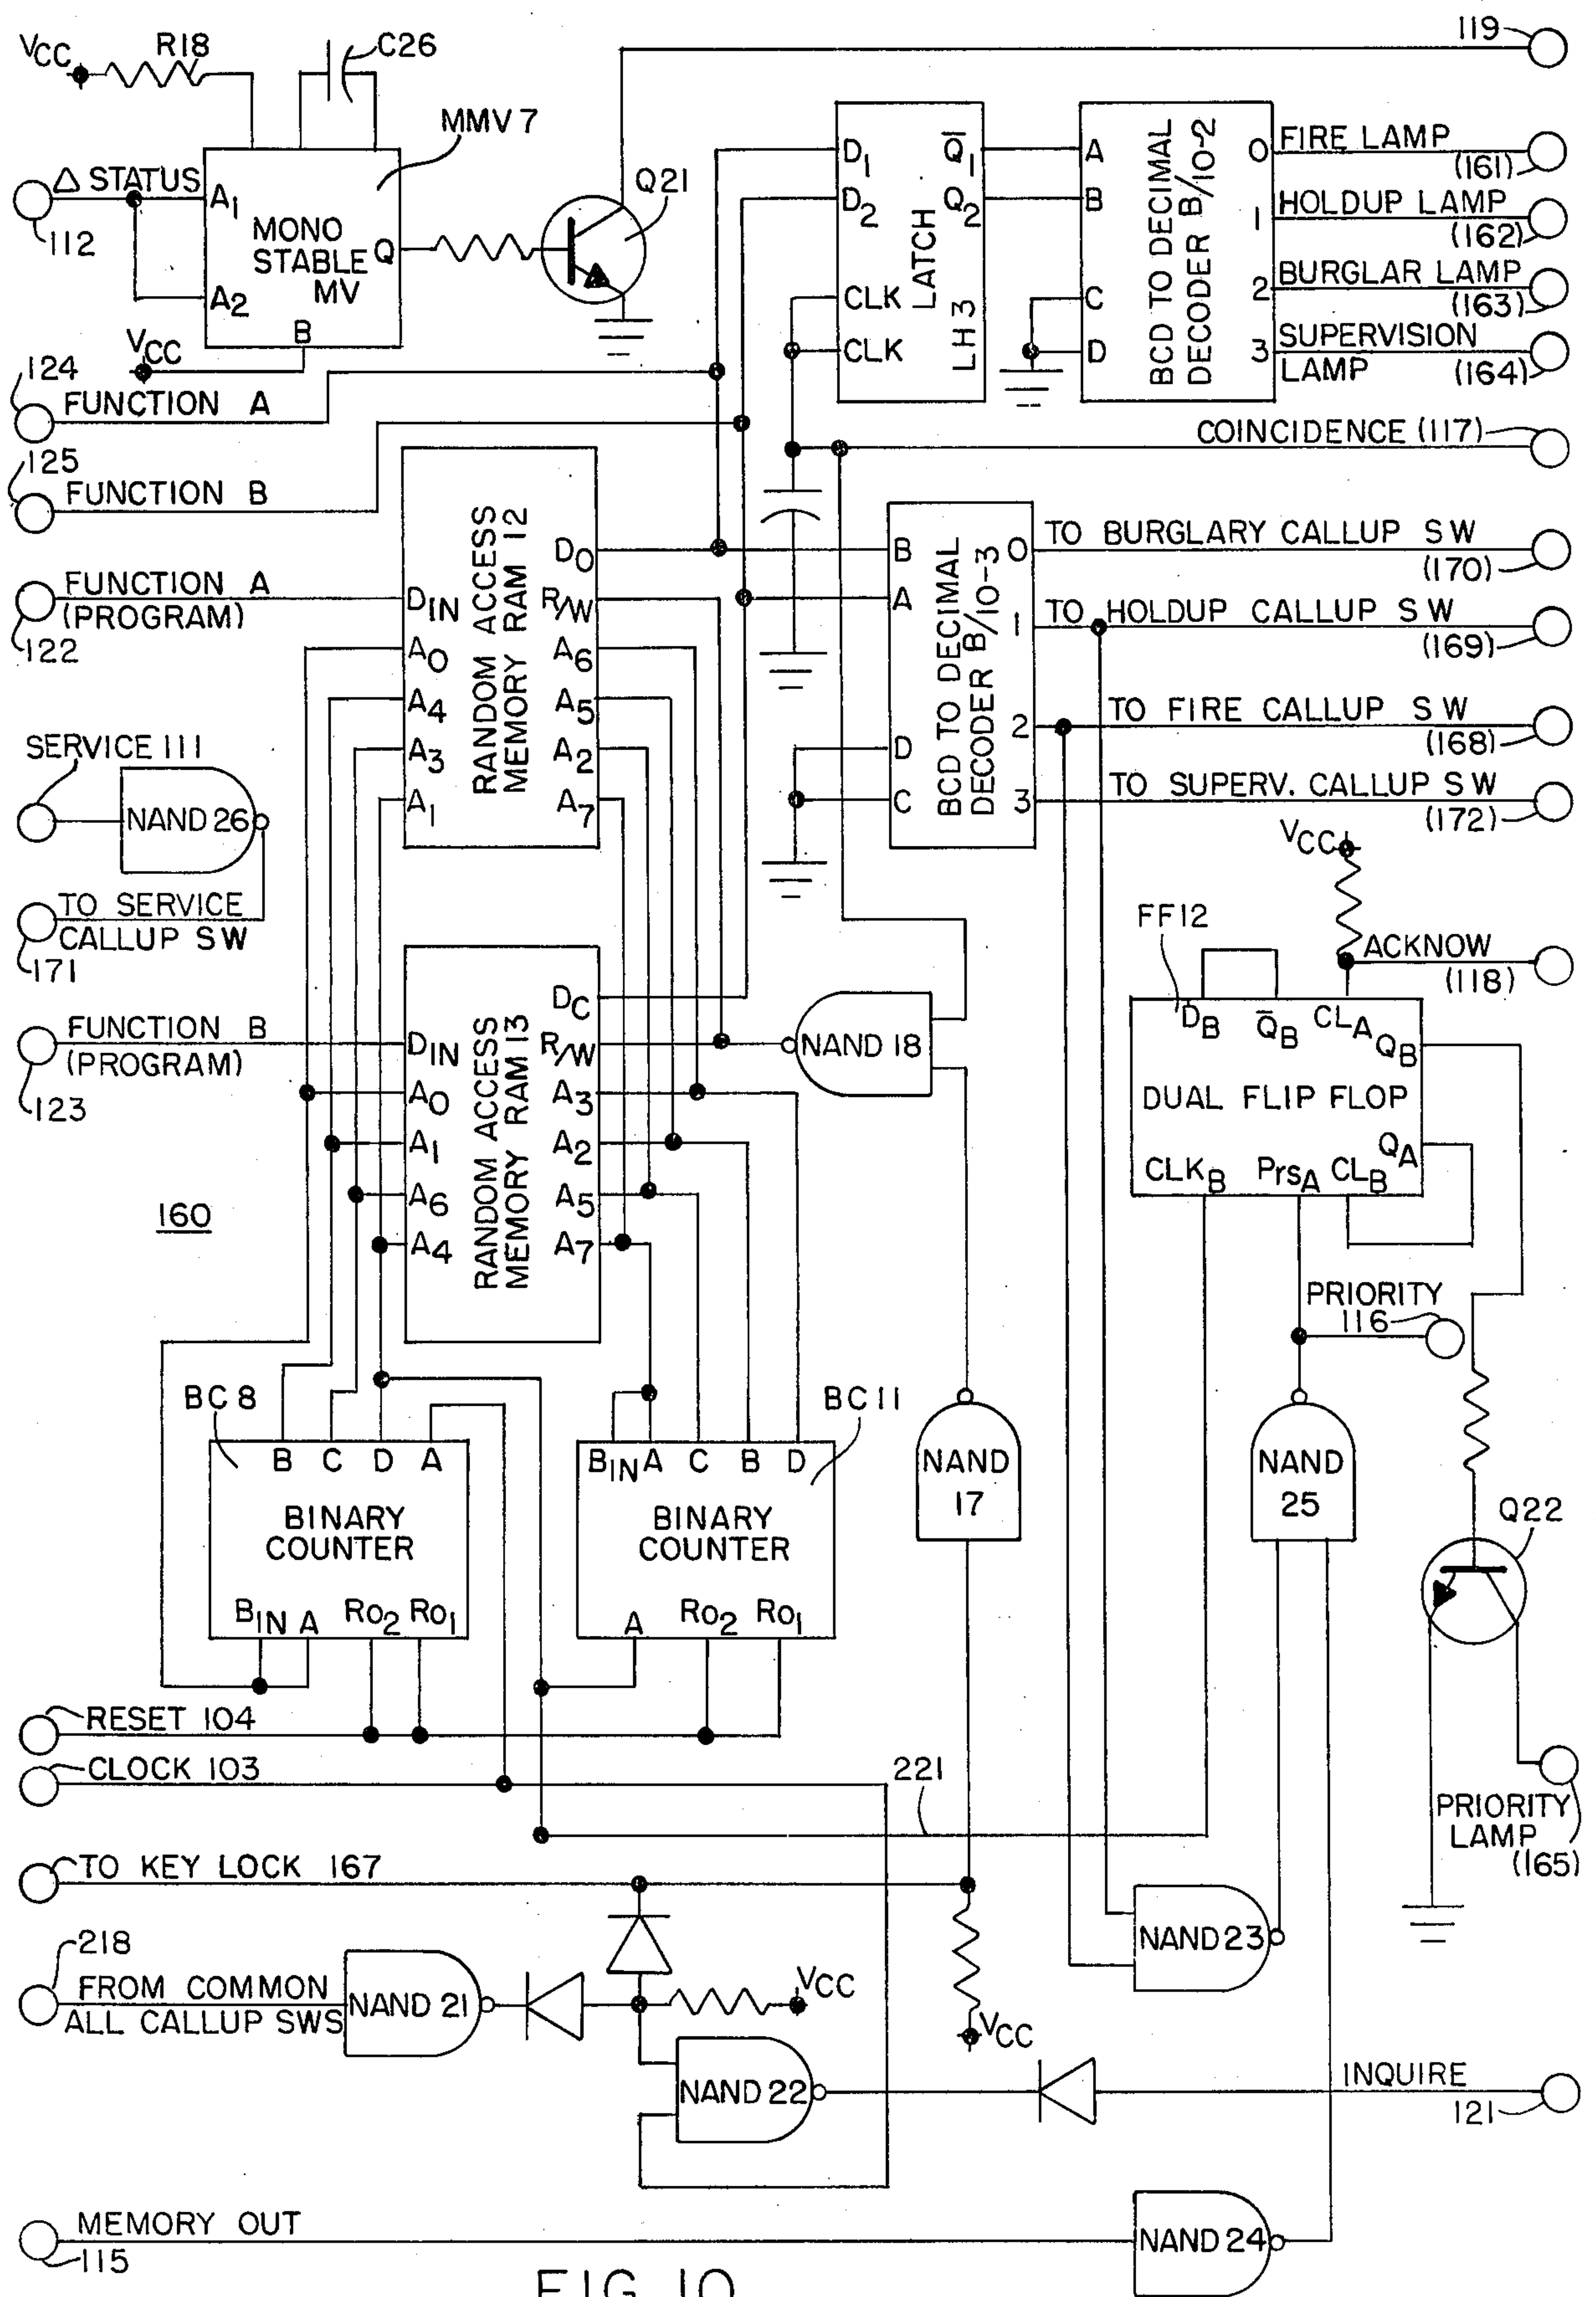 119
VCC
R18
C26
MMV 7
Δ STATUS
112
A1
MONO
STABLE
MV
Q
A2
B
VCC
Q21
D1
D2
CLK
CLK
Q̅1
Q2
LATCH
LH 3
A
B
C
D
BCD TO DECIMAL
DECODER B/10-2
0
1
2
3
FIRE LAMP
(161)
HOLDUP LAMP
(162)
BURGLAR LAMP
(163)
SUPERVISION
LAMP
(164)
124
FUNCTION A
125
FUNCTION B
COINCIDENCE (117)
FUNCTION A
(PROGRAM)
122
DIN
A0
A4
A3
A1
RANDOM ACCESS
MEMORY RAM 12
DO
R/W
A6
A5
A2
A7
B
A
D
C
BCD TO DECIMAL
DECODER B/10-3
0
1
2
3
TO BURGLARY CALLUP SW
(170)
TO HOLDUP CALLUP SW
(169)
TO FIRE CALLUP SW
(168)
TO SUPERV. CALLUP SW
(172)
SERVICE 111
NAND 26
TO SERVICE
CALLUP SW
171
VCC
FF12
ACKNOW
(118)
DB
Q̅B
CLA
QB
DUAL FLIP FLOP
QA
CLKB
PrsA
CLB
FUNCTION B
(PROGRAM)
123
DIN
A0
A1
A6
A4
RANDOM ACCESS
MEMORY RAM 13
DC
R/W
A3
A2
A5
A7
NAND 18
160
PRIORITY
116
BC 8
B C D A
BINARY
COUNTER
BIN A RO2 RO1
BC 11
BIN A C B D
BINARY
COUNTER
A RO2 RO1
NAND
17
NAND
25
Q22
RESET 104
CLOCK 103
221
PRIORITY
LAMP
(165)
TO KEY LOCK 167
NAND 23
218
FROM COMMON
ALL CALLUP SWS
NAND 21
VCC
VCC
NAND 22
INQUIRE
121
MEMORY OUT
115
NAND 24
FIG. 10